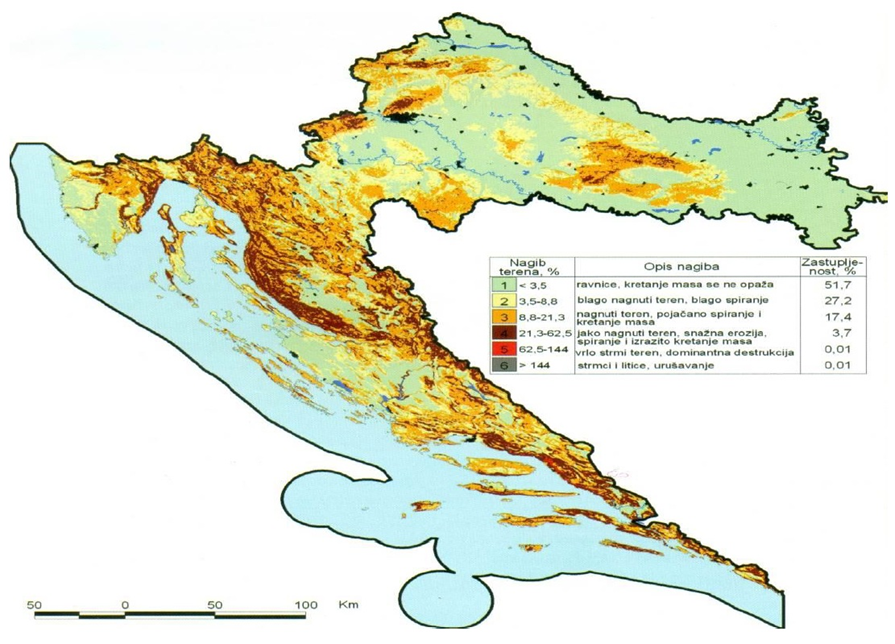 Nagib terena, % Opis nagiba Zastuplje-nost, %
1 < 3,5 ravnice, kretanje masa se ne opaža 51,7
2 3,5-8,8 blago nagnuti teren, blago spiranje 27,2
3 8,8-21,3 nagnuti teren, pojačano spiranje i kretanje masa 17,4
4 21,3-62,5 jako nagnuti teren, snažna erozija, spiranje i izrazito kretanje masa 3,7
5 62,5-144 vrlo strmi teren, dominantna destrukcija 0,01
6 > 144 strmci i litice, urušavanje 0,01
50 0 50 100 Km